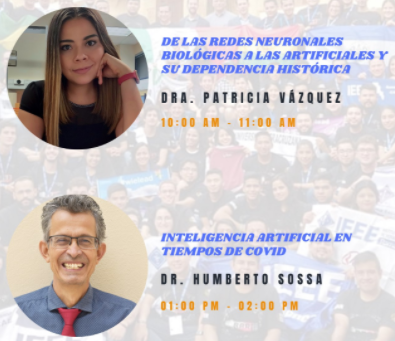 DE LAS REDES NEURONALES
BIOLÓGICAS A LAS ARTIFICIALES Y
SU DEPENDENCIA HISTÓRICA
DRA. PATRICIA VÁZQUEZ
10:00 AM - 11:00 AM
IEEE
INTELIGENCIA ARTIFICIAL EN
TIEMPOS DE COVID
DR. HUMBERTO SOSSA
01:00 PM - 02:00 PM